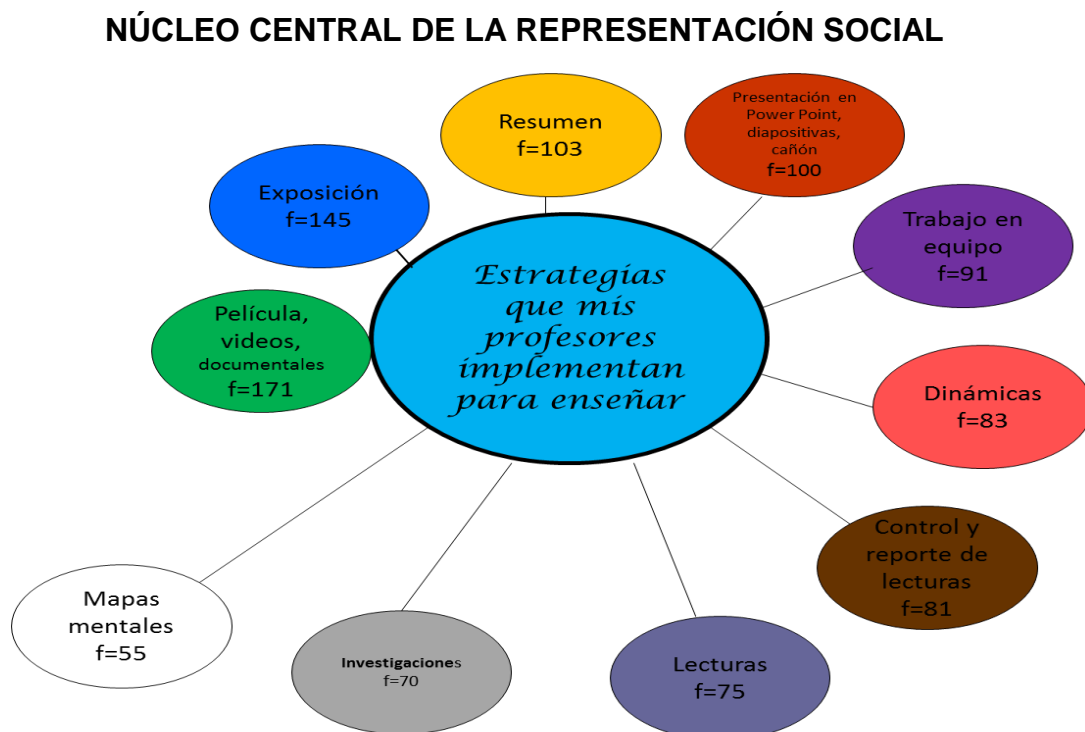 NÚCLEO CENTRAL DE LA REPRESENTACIÓN SOCIAL
Resumen
f=103
Presentación en
Power Point,
diapositivas,
cañón
f=100
Exposición
f=145
Trabajo en
equipo
f=91
Estrategias
que mis
profesores
implementan
para enseñar
Película,
videos,
documentales
f=171
Dinámicas
f=83
Control y
reporte de
lecturas
f=81
Mapas
mentales
f=55
Investigaciones
f=70
Lecturas
f=75